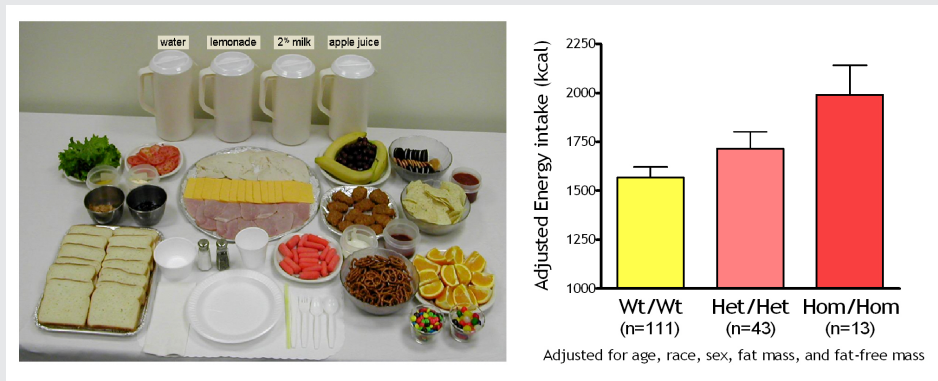 water lemonade 2% milk apple juice
Adjusted Energy intake (kcal)
2250
2000
1750
1500
1250
1000
Wt/Wt Het/Het Hom/Hom
(n=111) (n=43) (n=13)
Adjusted for age, race, sex, fat mass, and fat-free mass